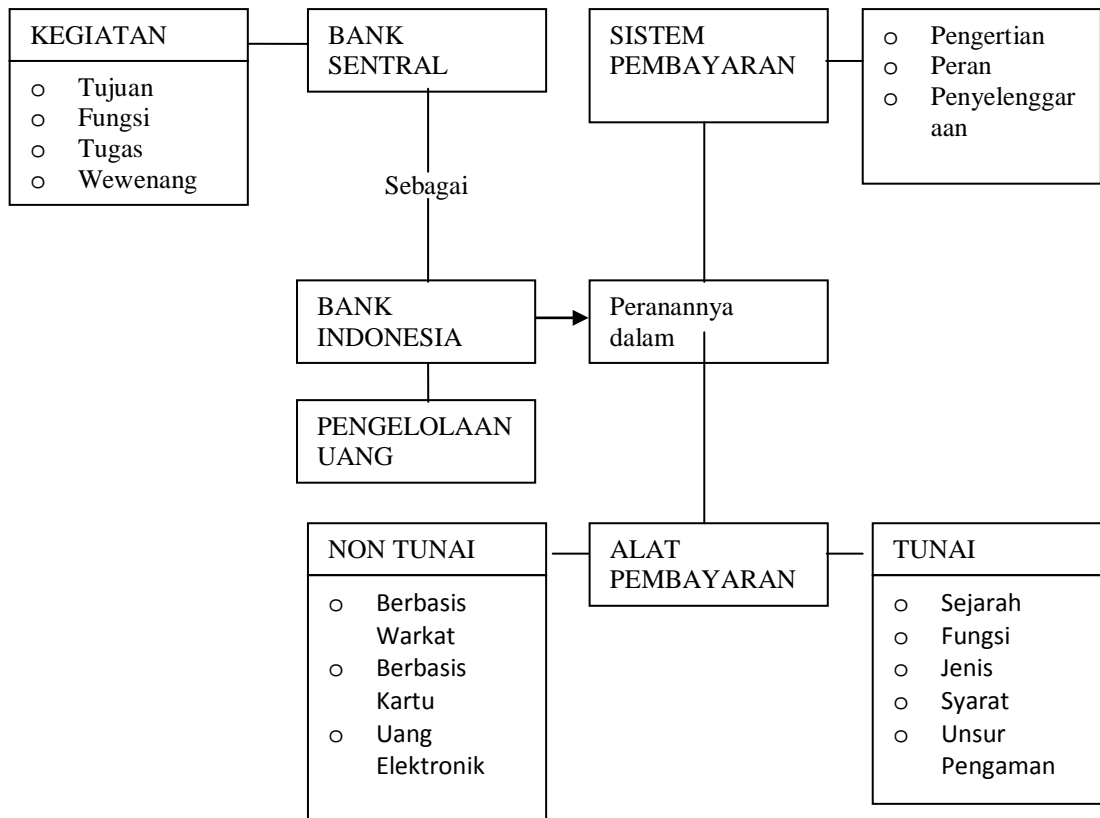 KEGIATAN
o Tujuan
o Fungsi
o Tugas
o Wewenang
BANK
SENTRAL
SISTEM
PEMBAYARAN
o Pengertian
o Peran
o Penyelenggar
aan
Sebagai
BANK
INDONESIA
Peranannya
dalam
PENGELOLAAN
UANG
NON TUNAI
o Berbasis
Warkat
o Berbasis
Kartu
o Uang
Elektronik
ALAT
PEMBAYARAN
TUNAI
o Sejarah
o Fungsi
o Jenis
o Syarat
o Unsur
Pengaman